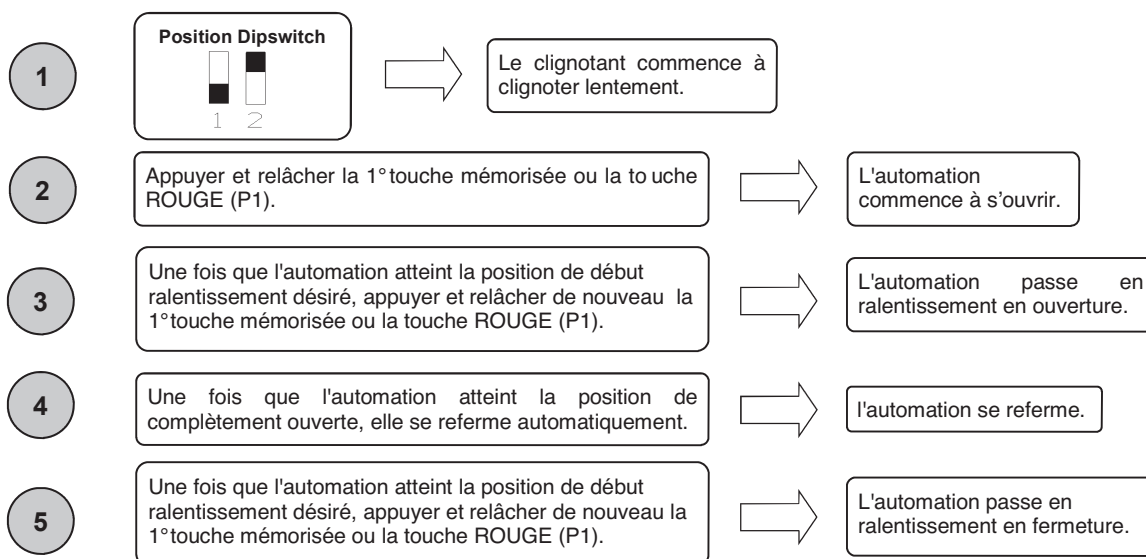 Position Dipswitch
1 2
1
Le clignotant commence à
clignoter lentement.
2
Appuyer et relâcher la 1° touche mémorisée ou la to uche
ROUGE (P1).
L'automation
commence à s’ouvrir.
3
Une fois que l'automation atteint la position de début
ralentissement désiré, appuyer et relâcher de nouveau la
1° touche mémorisée ou la touche ROUGE (P1).
L'automation passe en
ralentissement en ouverture.
4
Une fois que l'automation atteint la position de
complètement ouverte, elle se referme automatiquement.
l'automation se referme.
5
Une fois que l'automation atteint la position de début
ralentissement désiré, appuyer et relâcher de nouveau la
1° touche mémorisée ou la touche ROUGE (P1).
L'automation passe en
ralentissement en fermeture.